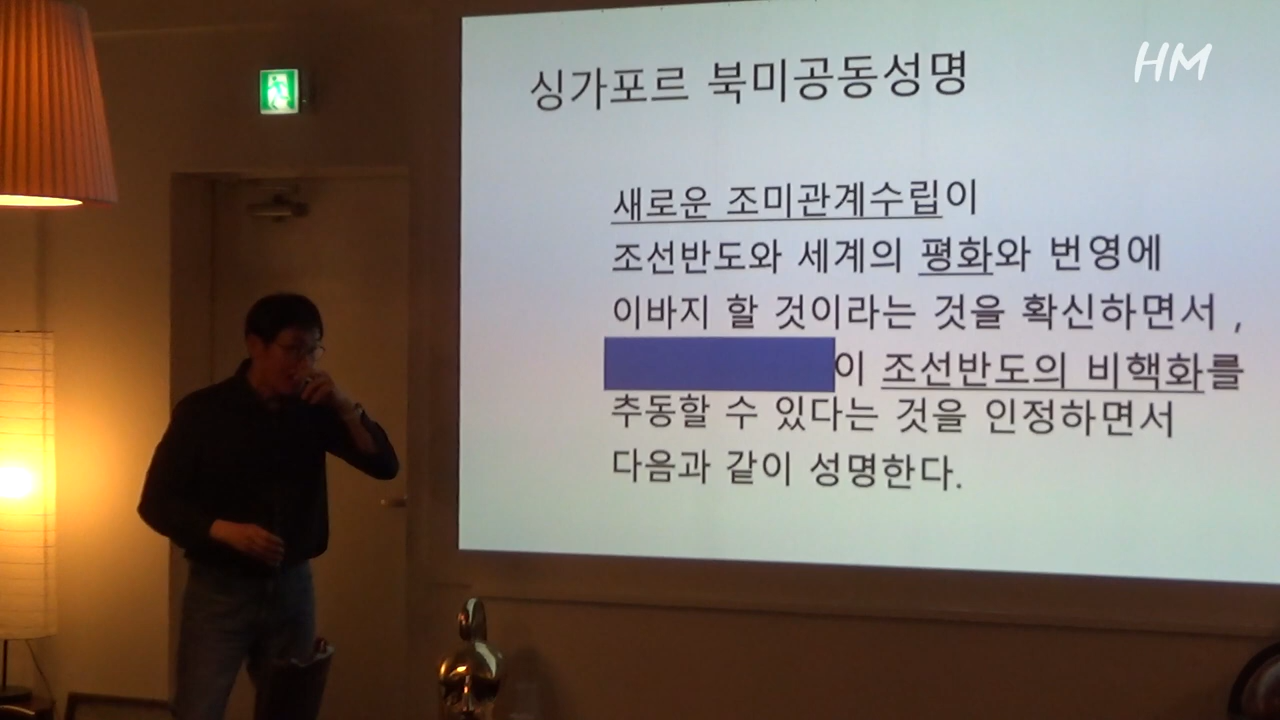 HM
싱가포르 북미공동성명
새로운 조미관계수립이
조선반도와 세계의 평화와 번영에
이바지 할 것이라는 것을 확신하면서 ,
이 조선반도의 비핵화를
추동할 수 있다는 것을 인정하면서
다음과 같이 성명한다.